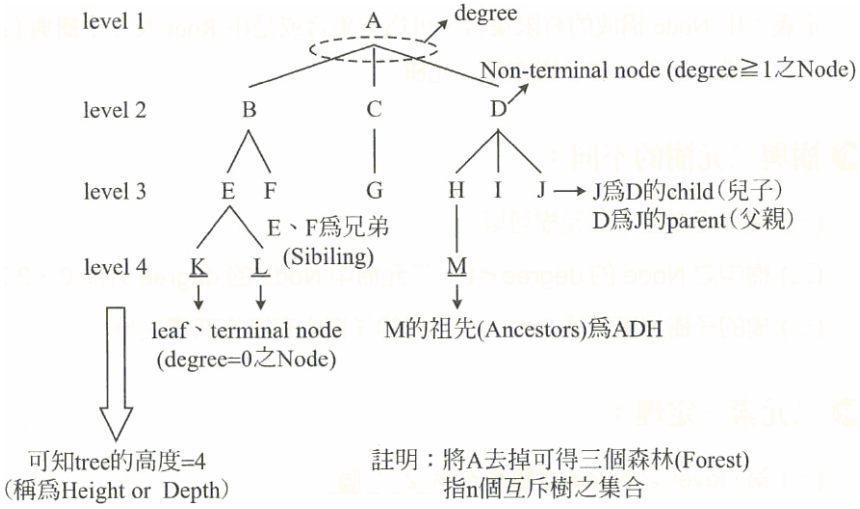 level 1 A degree
Non-terminal node (degree≧1之Node)
level 2 B C D
level 3 E F G H I J J為D的child(兒子)
E、F為兄弟 D為J的parent(父親)
(Sibiling)
level 4 K L M
leaf、terminal node M的祖先(Ancestors)為ADH
(degree=0之Node)
可知tree的高度=4 註明：將A去掉可得三個森林(Forest)
(稱為Height or Depth) 指n個互斥樹之集合